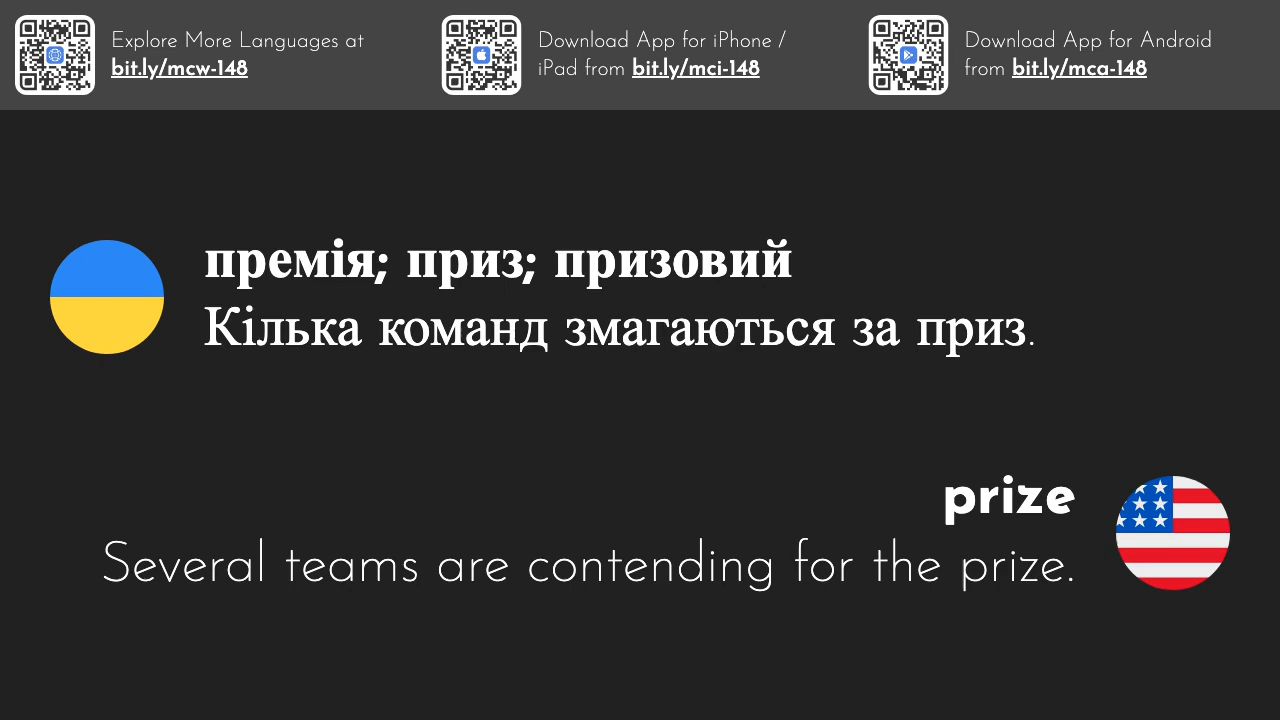 Explore More Languages at
bit.ly/mcw-148
Download App for iPhone /
iPad from bit.ly/mci-148
Download App for Android
from bit.ly/mca-148
премія; приз; призовий
Кілька команд змагаються за приз.
prize
Several teams are contending for the prize.